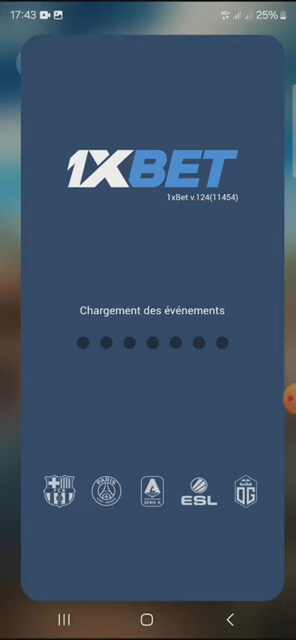 17:43
25%
1XBET
1xBet v.124(11454)
Chargement des événements
PARIS
SERIE A
ESL
OG